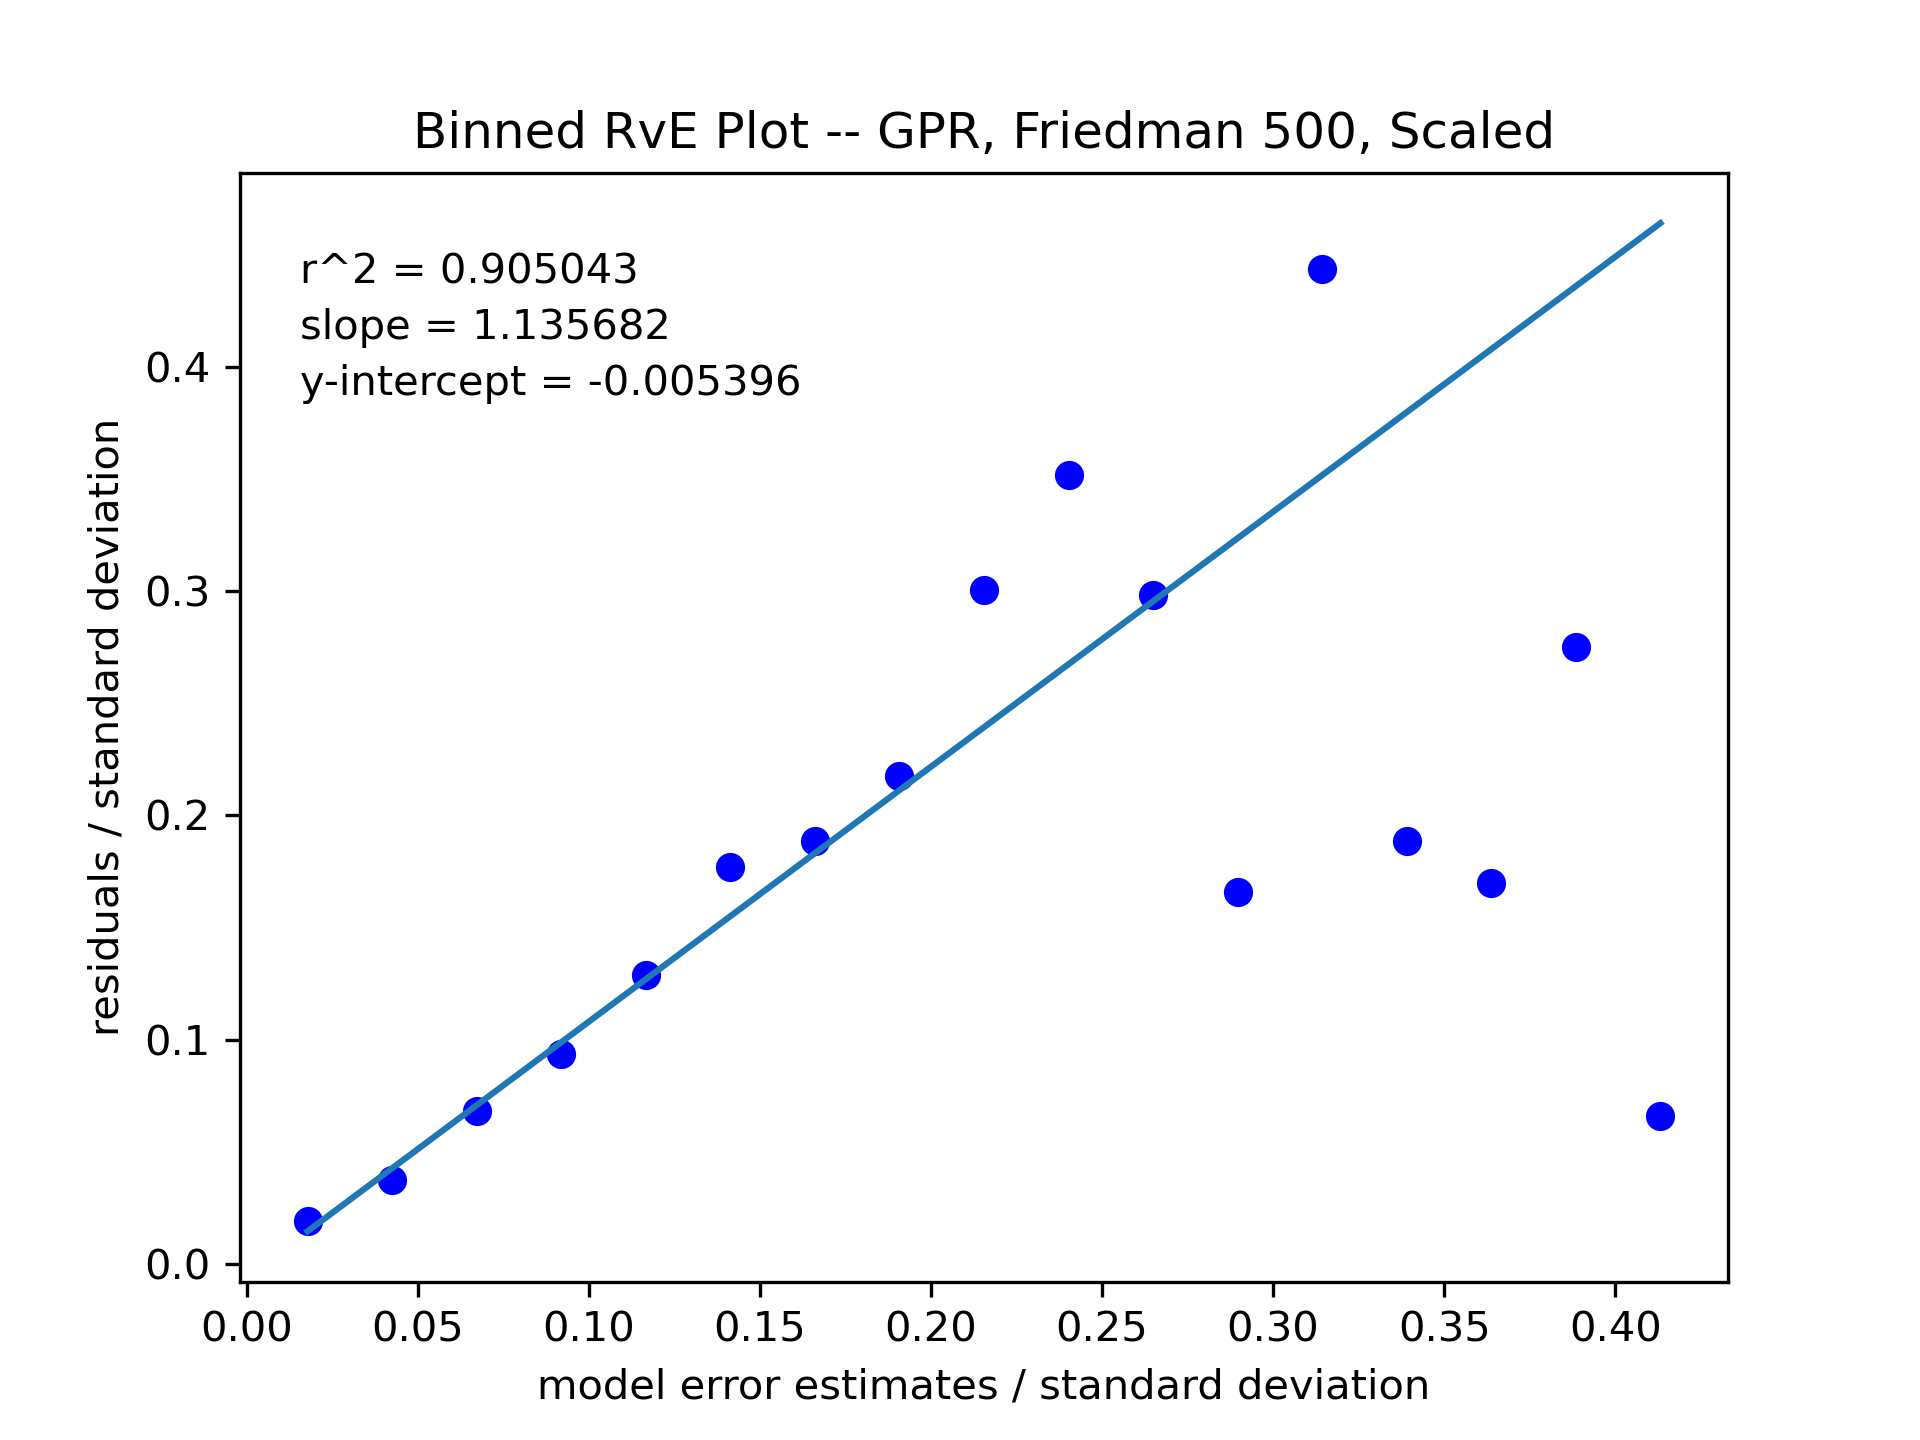 Binned RvE Plot -- GPR, Friedman 500, Scaled
r^2 = 0.905043
slope = 1.135682
y-intercept = -0.005396
residuals / standard deviation
0.4
0.3
0.2
0.1
0.0
0.00 0.05 0.10 0.15 0.20 0.25 0.30 0.35 0.40
model error estimates / standard deviation